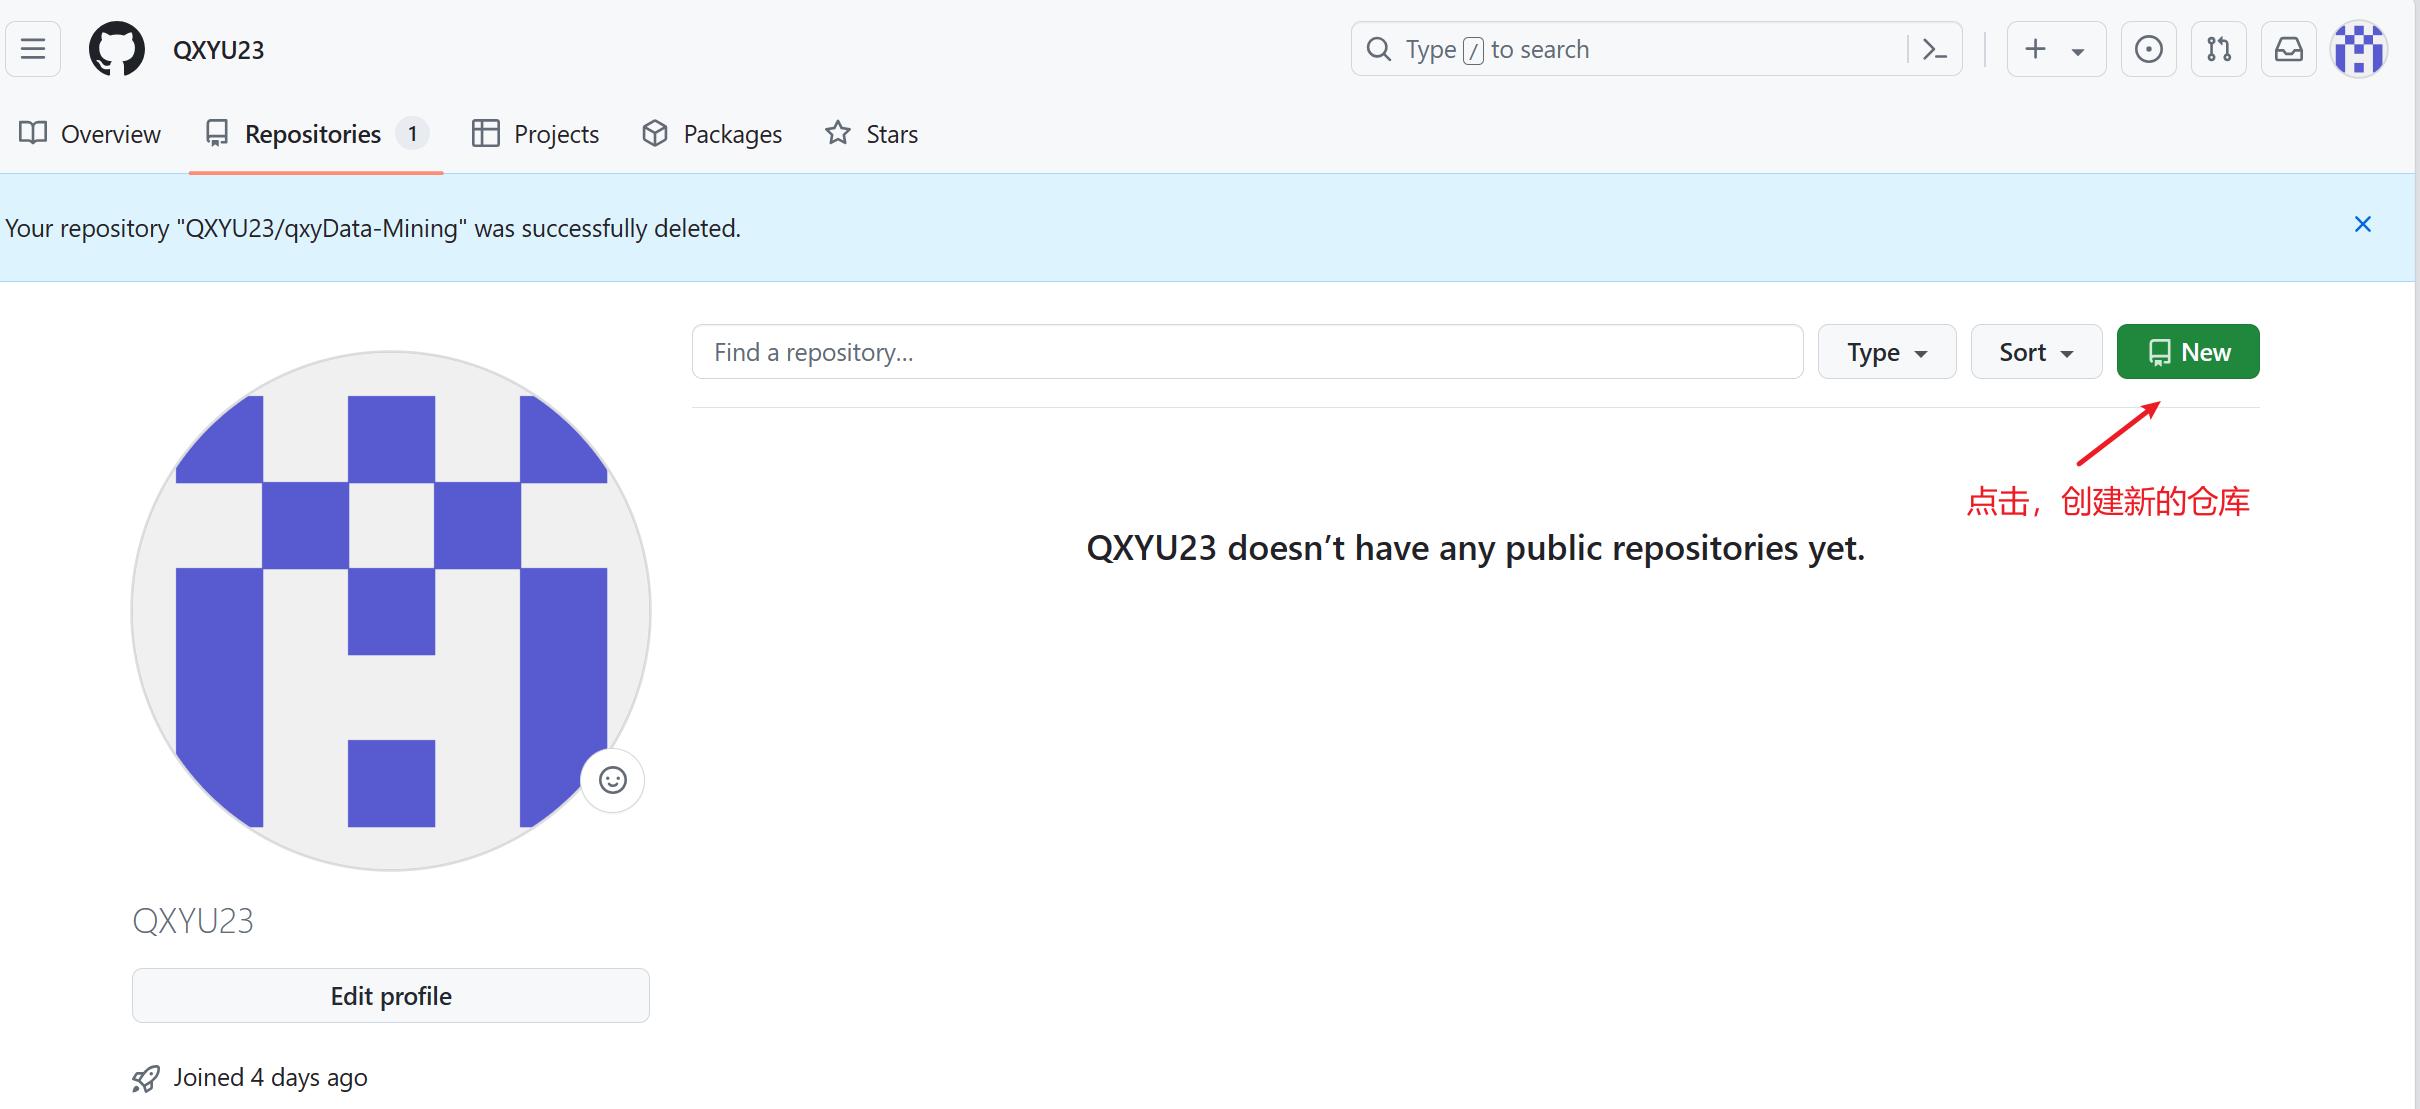 QXYU23
Type / to search
Overview
Repositories 1
Projects
Packages
Stars
Your repository "QXYU23/qxyData-Mining" was successfully deleted.
Find a repository…
Type
Sort
New
点击，创建新的仓库
QXYU23 doesn’t have any public repositories yet.
QXYU23
Edit profile
Joined 4 days ago